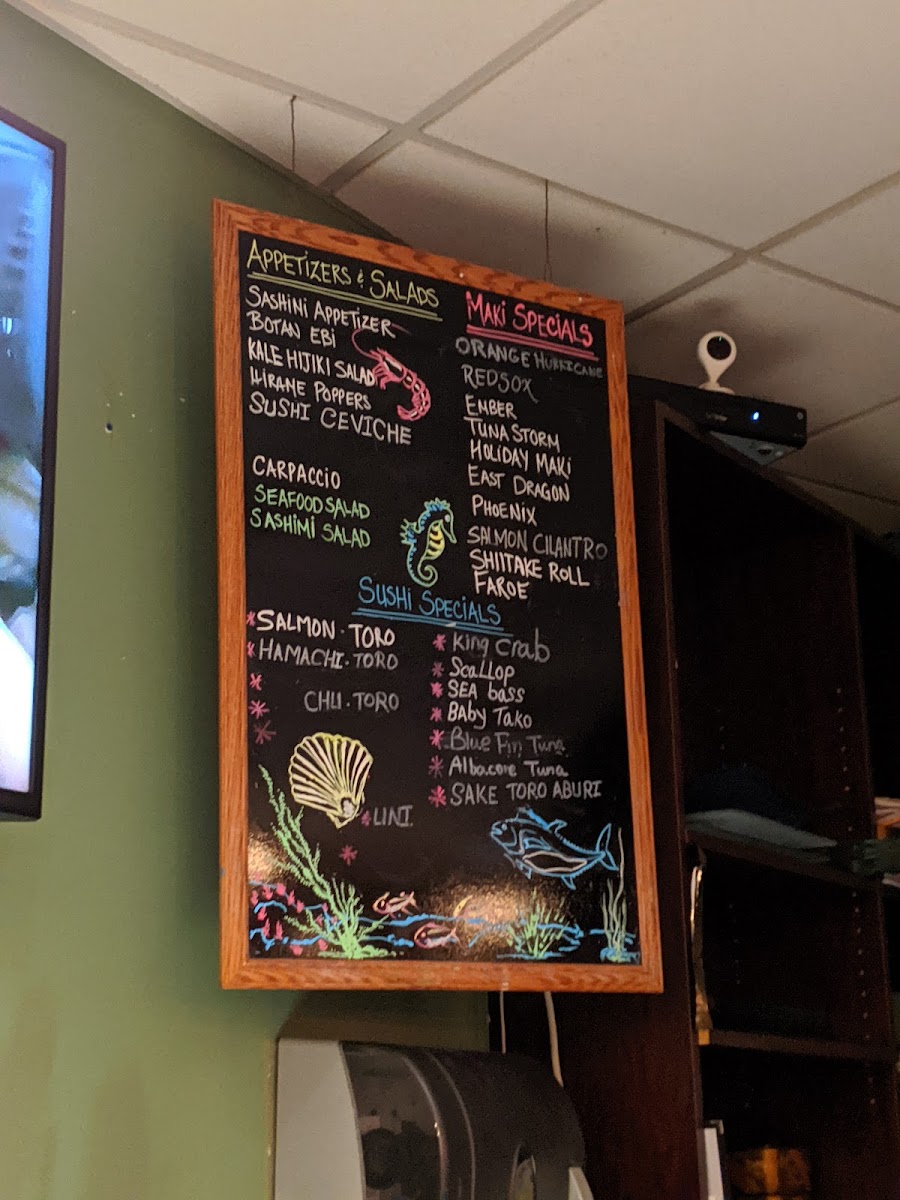 APPETIZERS & SALADS
SASHINI APPETIZER
BOTAN EBI
KALE HIJIKI SALAD
HIRAME POPPERS
SUSHI CEVICHE
CARPACCIO
SEAFOOD SALAD
SASHIMI SALAD
MAKI SPECIALS
ORANGE HURRICANE
REDSOX
EMBER
TUNA STORM
HOLIDAY MAKI
EAST DRAGON
PHOENIX
SALMON CILANTRO
SHIITAKE ROLL
FAROE
SUSHI SPECIALS
* SALMON · TORO
* HAMACHI · TORO
*
* CHU · TORO
*
* UNI
*
* King Crab
* Scallop
* SEA bass
* BABY TAKO
* Blue Fin Tuna
* Albacore Tuna
* SAKE TORO ABURI